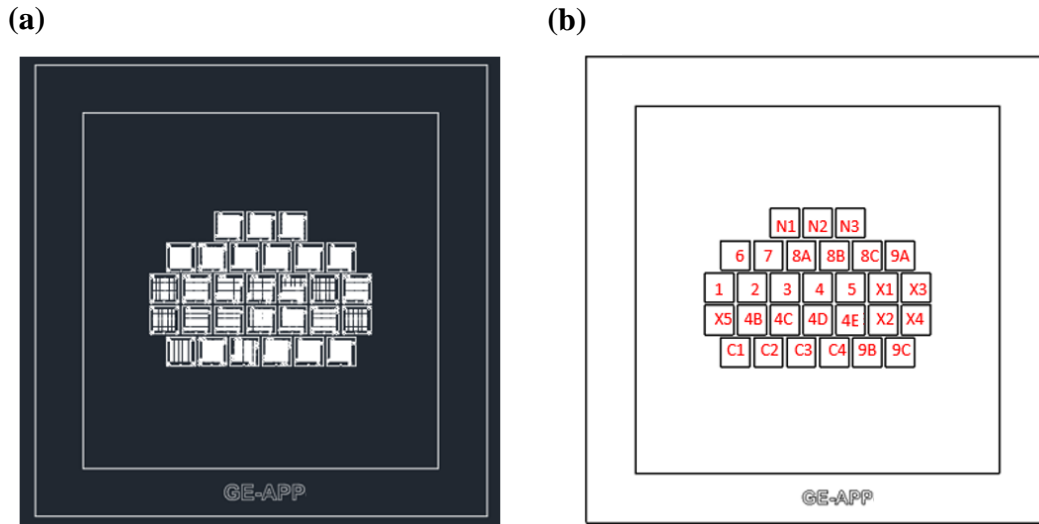 (a)
(b)
N1 N2 N3
6 7 8A 8B 8C 9A
1 2 3 4 5 X1 X3
X5 4B 4C 4D 4E X2 X4
C1 C2 C3 C4 9B 9C
GE-APP
GE-APP